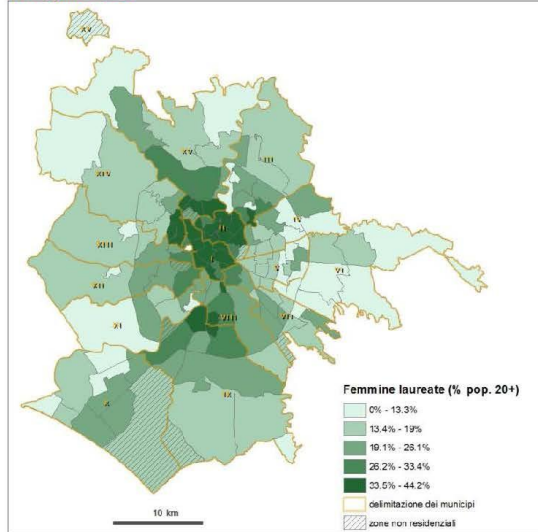 XV
XV
III
XIV
IV
II
XIII
I
V
VI
XII
VIII
VII
XI
IX
X
Femmine laureate (% pop. 20+)
0% - 13.3%
13.4% - 19%
19.1% - 26.1%
26.2% - 33.4%
33.5% - 44.2%
delimitazione dei municipi
zone non residenziali
10 km